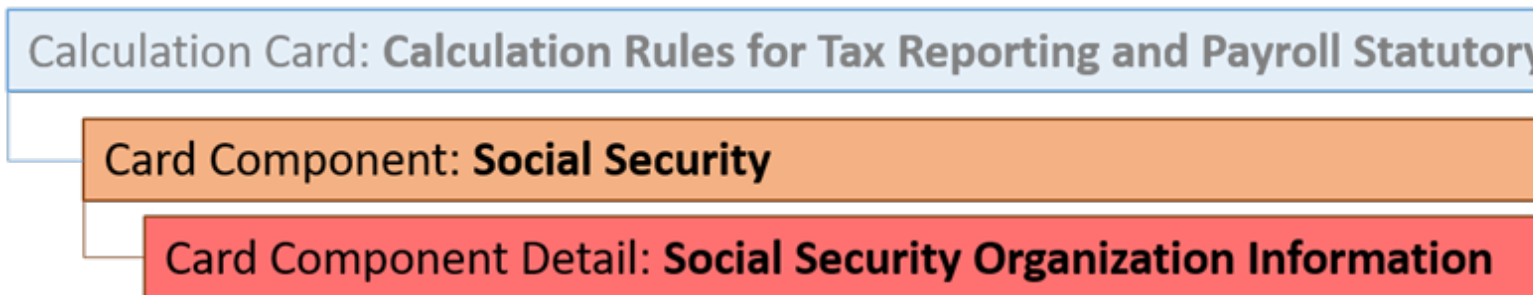 Calculation Card: Calculation Rules for Tax Reporting and Payroll Statutory
Card Component: Social Security
Card Component Detail: Social Security Organization Information